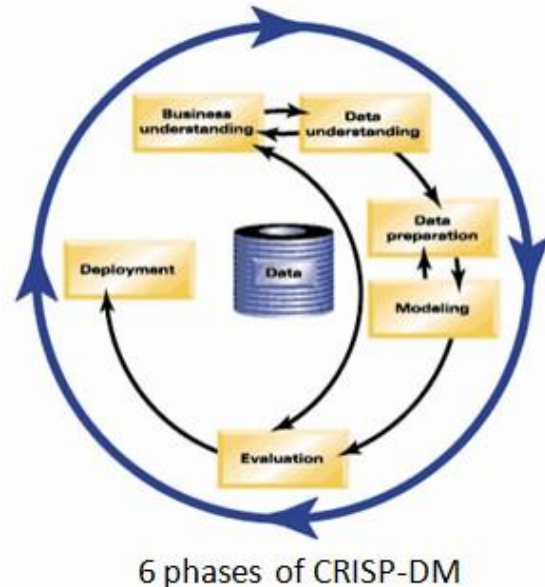 Business
understanding
Data
understanding
Data
preparation
Deployment
Data
Modeling
Evaluation
6 phases of CRISP-DM